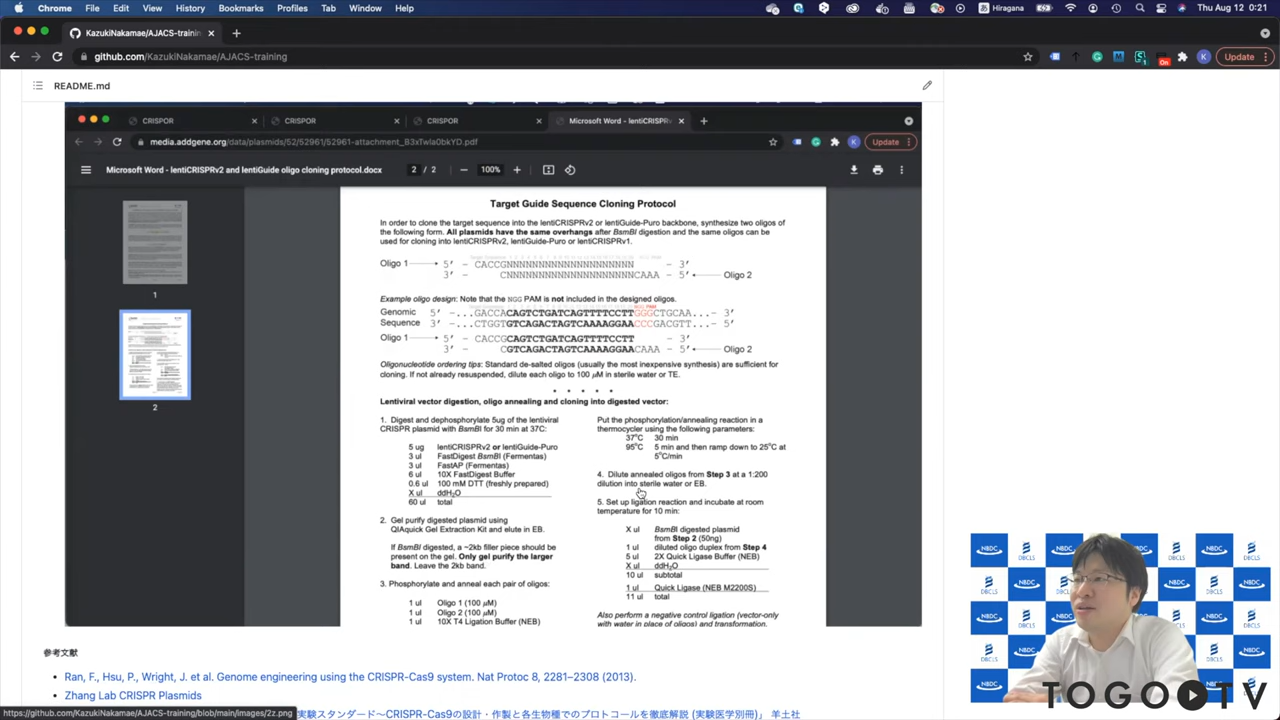 Chrome File Edit View History Bookmarks Profiles Tab Window Help
Hiragana
Thu Aug 12 0:21
KazukiNakamae/AJACS-trainin
github.com/KazukiNakamae/AJACS-training
Update
README.md
CRISPOR
CRISPOR
CRISPOR
Microsoft Word - lentiCRISPRv
media.addgene.org/data/plasmids/52/52961/52961-attachment_B3xTwla0bkYD.pdf
Update
Microsoft Word - lentiCRISPRv2 and lentiGuide oligo cloning protocol.docx
2 / 2
100%
1
2
Target Guide Sequence Cloning Protocol
In order to clone the target sequence into the lentiCRISPRv2 or lentiGuide-Puro backbone, synthesize two oligos of
the following form. All plasmids have the same overhangs after BsmBI digestion and the same oligos can be
used for cloning into lentiCRISPRv2, lentiGuide-Puro or lentiCRISPRv1.
Oligo 1 5′ - CACCGNNNNNNNNNNNNNNNNNNNN - 3′
3′ - CNNNNNNNNNNNNNNNNNNNNCAAA - 5′ Oligo 2
Example oligo design: Note that the NGG PAM is not included in the designed oligos.
Genomic 5′ -...GACCACAGTCTGATCAGTTTTCCTTGGGCTGCAA...- 3′
Sequence 3′ -...CTGGTGTCAGACTAGTCAAAAGGAACCCGACGTT...- 5′
Oligo 1 5′ - CACCGCAGTCTGATCAGTTTTCCTT - 3′
3′ - CGTCAGACTAGTCAAAAGGAACAAA - 5′ Oligo 2
Oligonucleotide ordering tips: Standard de-salted oligos (usually the most inexpensive synthesis) are sufficient for
cloning. If not already resuspended, dilute each oligo to 100 µM in sterile water or TE.
* * * *
Lentiviral vector digestion, oligo annealing and cloning into digested vector:
1. Digest and dephosphorylate 5ug of the lentiviral
CRISPR plasmid with BsmBI for 30 min at 37C:
5 ug lentiCRISPRv2 or lentiGuide-Puro
3 ul FastDigest BsmBI (Fermentas)
3 ul FastAP (Fermentas)
6 ul 10X FastDigest Buffer
0.6 ul 100 mM DTT (freshly prepared)
X ul ddH2O
60 ul total
2. Gel purify digested plasmid using
QIAquick Gel Extraction Kit and elute in EB.
If BsmBI digested, a ~2kb filler piece should be
present on the gel. Only gel purify the larger
band. Leave the 2kb band.
3. Phosphorylate and anneal each pair of oligos:
1 ul Oligo 1 (100 µM)
1 ul Oligo 2 (100 µM)
1 ul 10X T4 Ligation Buffer (NEB)
Put the phosphorylation/annealing reaction in a
thermocycler using the following parameters:
37°C 30 min
95°C 5 min and then ramp down to 25°C at
5°C/min
4. Dilute annealed oligos from Step 3 at a 1:200
dilution into sterile water or EB.
5. Set up ligation reaction and incubate at room
temperature for 10 min:
X ul BsmBI digested plasmid
from Step 2 (50ng)
1 ul diluted oligo duplex from Step 4
5 ul 2X Quick Ligase Buffer (NEB)
X ul ddH2O
10 ul subtotal
1 ul Quick Ligase (NEB M2200S)
11 ul total
Also perform a negative control ligation (vector-only
with water in place of oligos) and transformation.
参考文献
Ran, F., Hsu, P., Wright, J. et al. Genome engineering using the CRISPR-Cas9 system. Nat Protoc 8, 2281–2308 (2013).
Zhang Lab CRISPR Plasmids
実験スタンダード〜CRISPR-Cas9の設計・作製と各生物種でのプロトコールを徹底解説 (実験医学別冊)」 羊土社
https://github.com/KazukiNakamae/AJACS-training/blob/main/images/2z.png
NBDC
DBCLS
TOGO TV